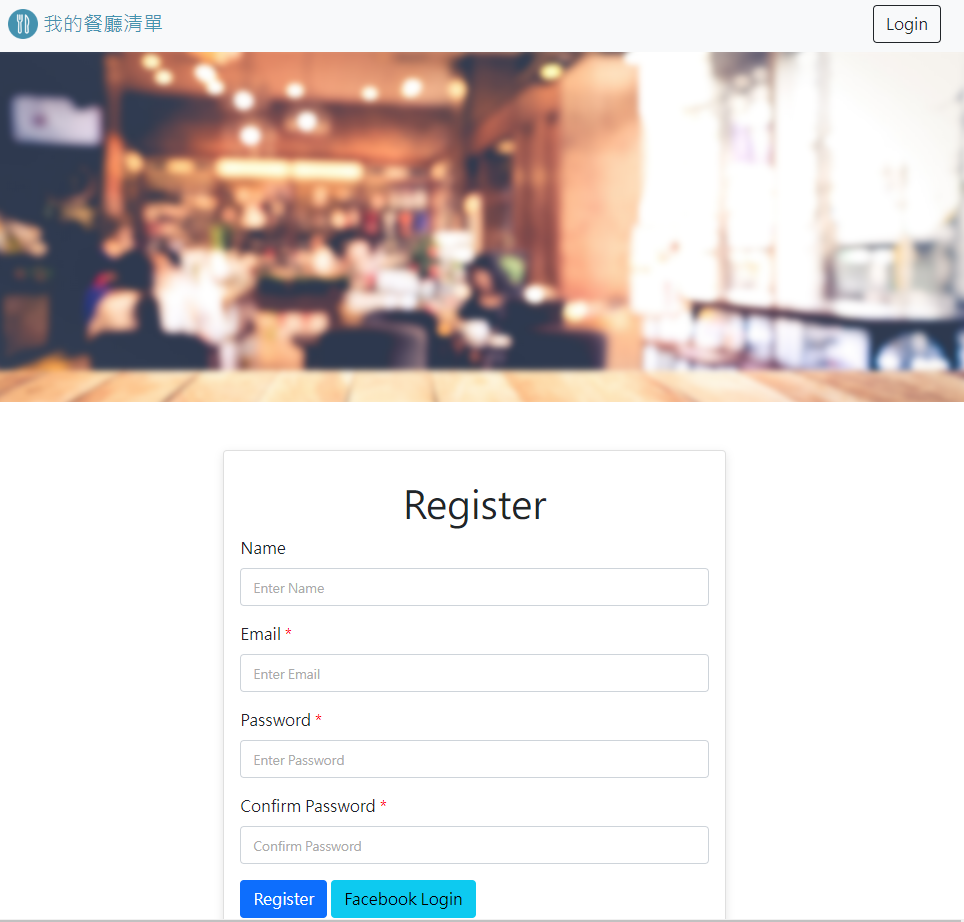 我的餐廳清單
Login
Register
Name
Enter Name
Email *
Enter Email
Password *
Enter Password
Confirm Password *
Confirm Password
Register
Facebook Login